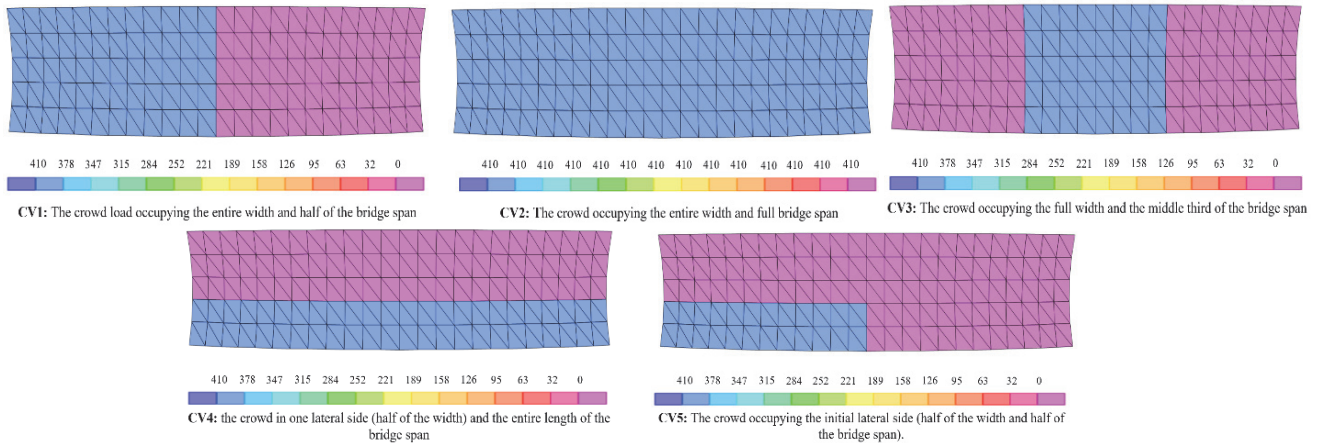 410 378 347 315 284 252 221 189 158 126 95 63 32 0
CV1: The crowd load occupying the entire width and half of the bridge span
410 410 410 410 410 410 410 410 410 410 410 410 410 410
CV2: The crowd occupying the entire width and full bridge span
410 378 347 315 284 252 221 189 158 126 95 63 32 0
CV3: The crowd occupying the full width and the middle third of the bridge span
410 378 347 315 284 252 221 189 158 126 95 63 32 0
CV4: the crowd in one lateral side (half of the width) and the entire length of the
bridge span
410 378 347 315 284 252 221 189 158 126 95 63 32 0
CV5: The crowd occupying the initial lateral side (half of the width and half of
the bridge span).